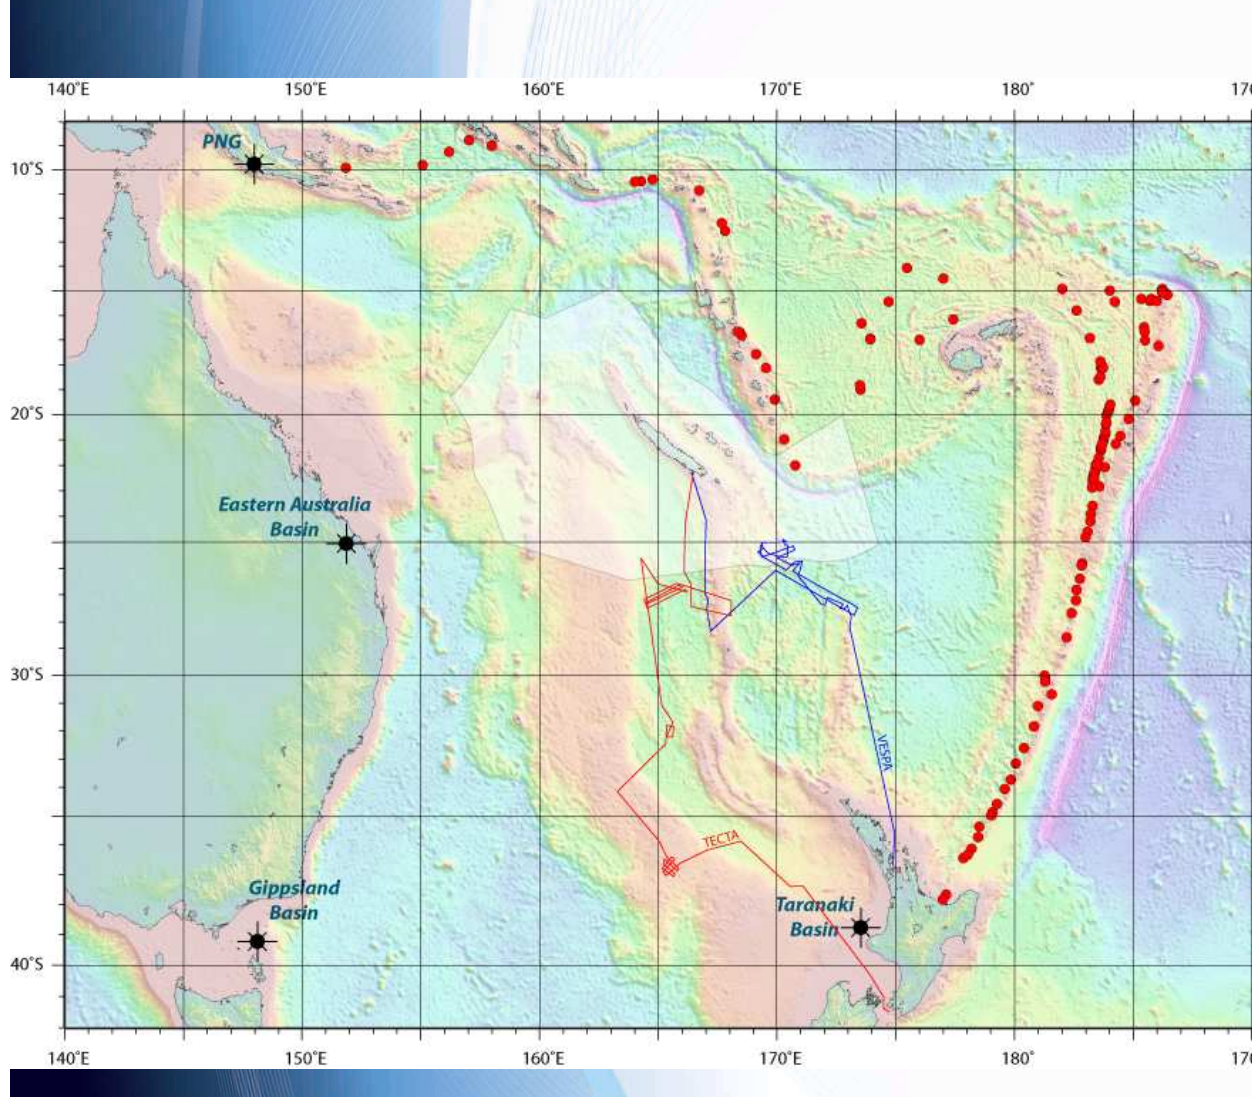 140°E 150°E 160°E 170°E 180° 170
PNG
10°S
20°S
Eastern Australia
Basin
30°S
VESPA
TECTA
Gippsland
Basin
Taranaki
Basin
40°S
140°E 150°E 160°E 170°E 180° 170